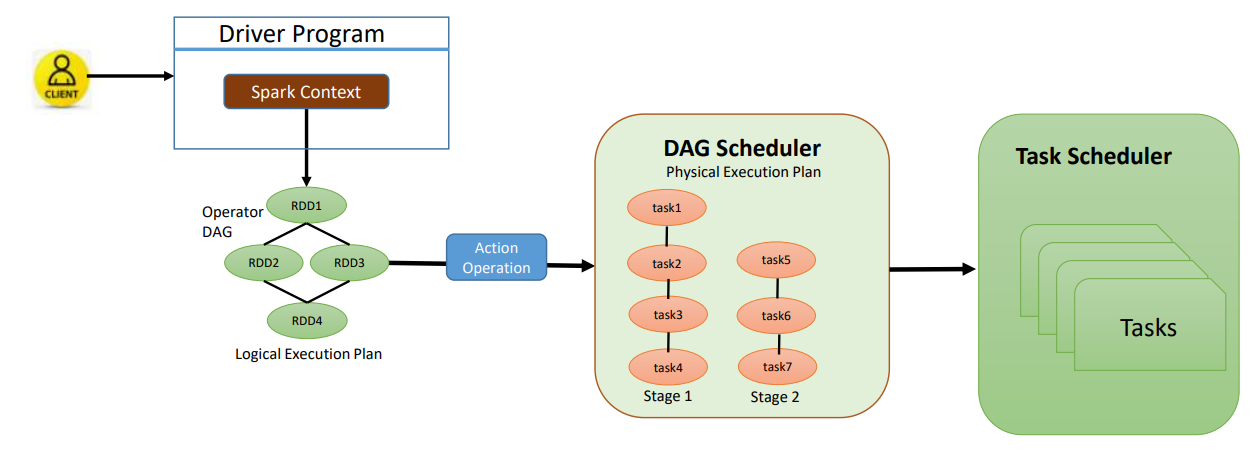 Driver Program
CLIENT
Spark Context
Operator
DAG
RDD1
RDD2
RDD3
RDD4
Logical Execution Plan
Action
Operation
DAG Scheduler
Physical Execution Plan
task1
task2
task3
task4
Stage 1
task5
task6
task7
Stage 2
Task Scheduler
Tasks